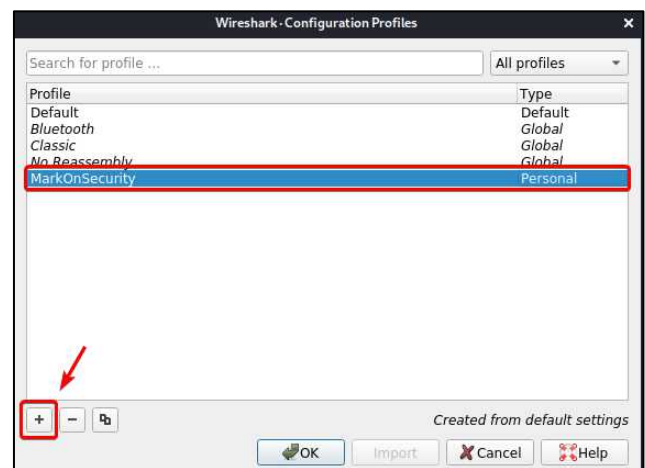 Wireshark · Configuration Profiles ×
Search for profile ... All profiles
Profile Type
Default Default
Bluetooth Global
Classic Global
No Reassembly Global
MarkOnSecurity Personal
+ −
Created from default settings
OK Import Cancel Help